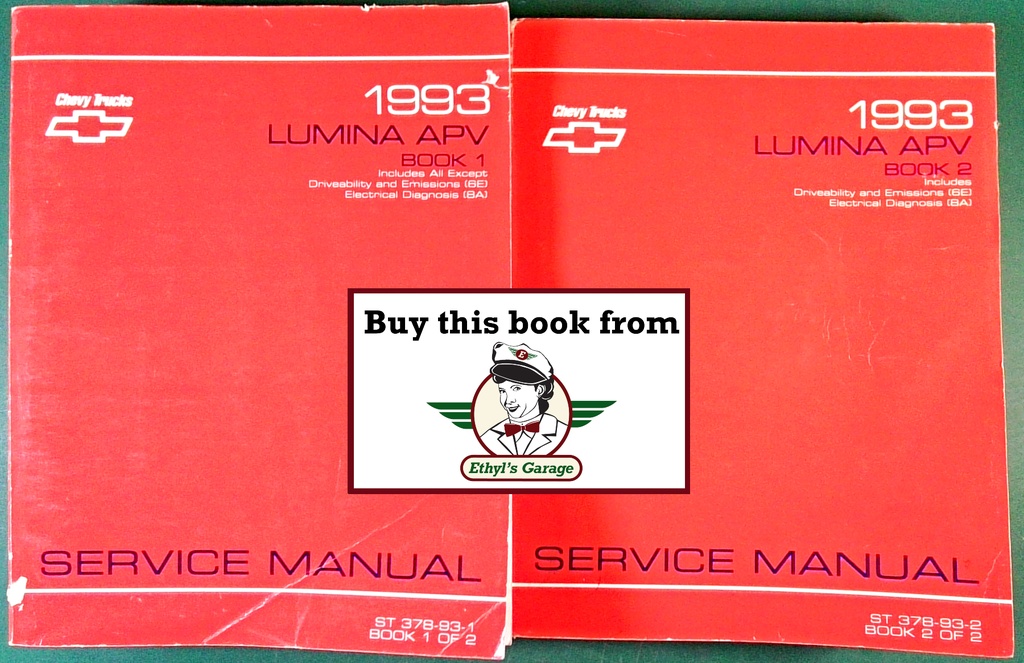 Chevy Trucks
1993
LUMINA APV
BOOK 1
Includes All Except
Driveability and Emissions (6E)
Electrical Diagnosis (8A)
SERVICE MANUAL
ST 378-93-1
BOOK 1 OF 2
Chevy Trucks
1993
LUMINA APV
BOOK 2
Includes
Driveability and Emissions (6E)
Electrical Diagnosis (8A)
SERVICE MANUAL
ST 378-93-2
BOOK 2 OF 2
Buy this book from
E
Ethyl's Garage